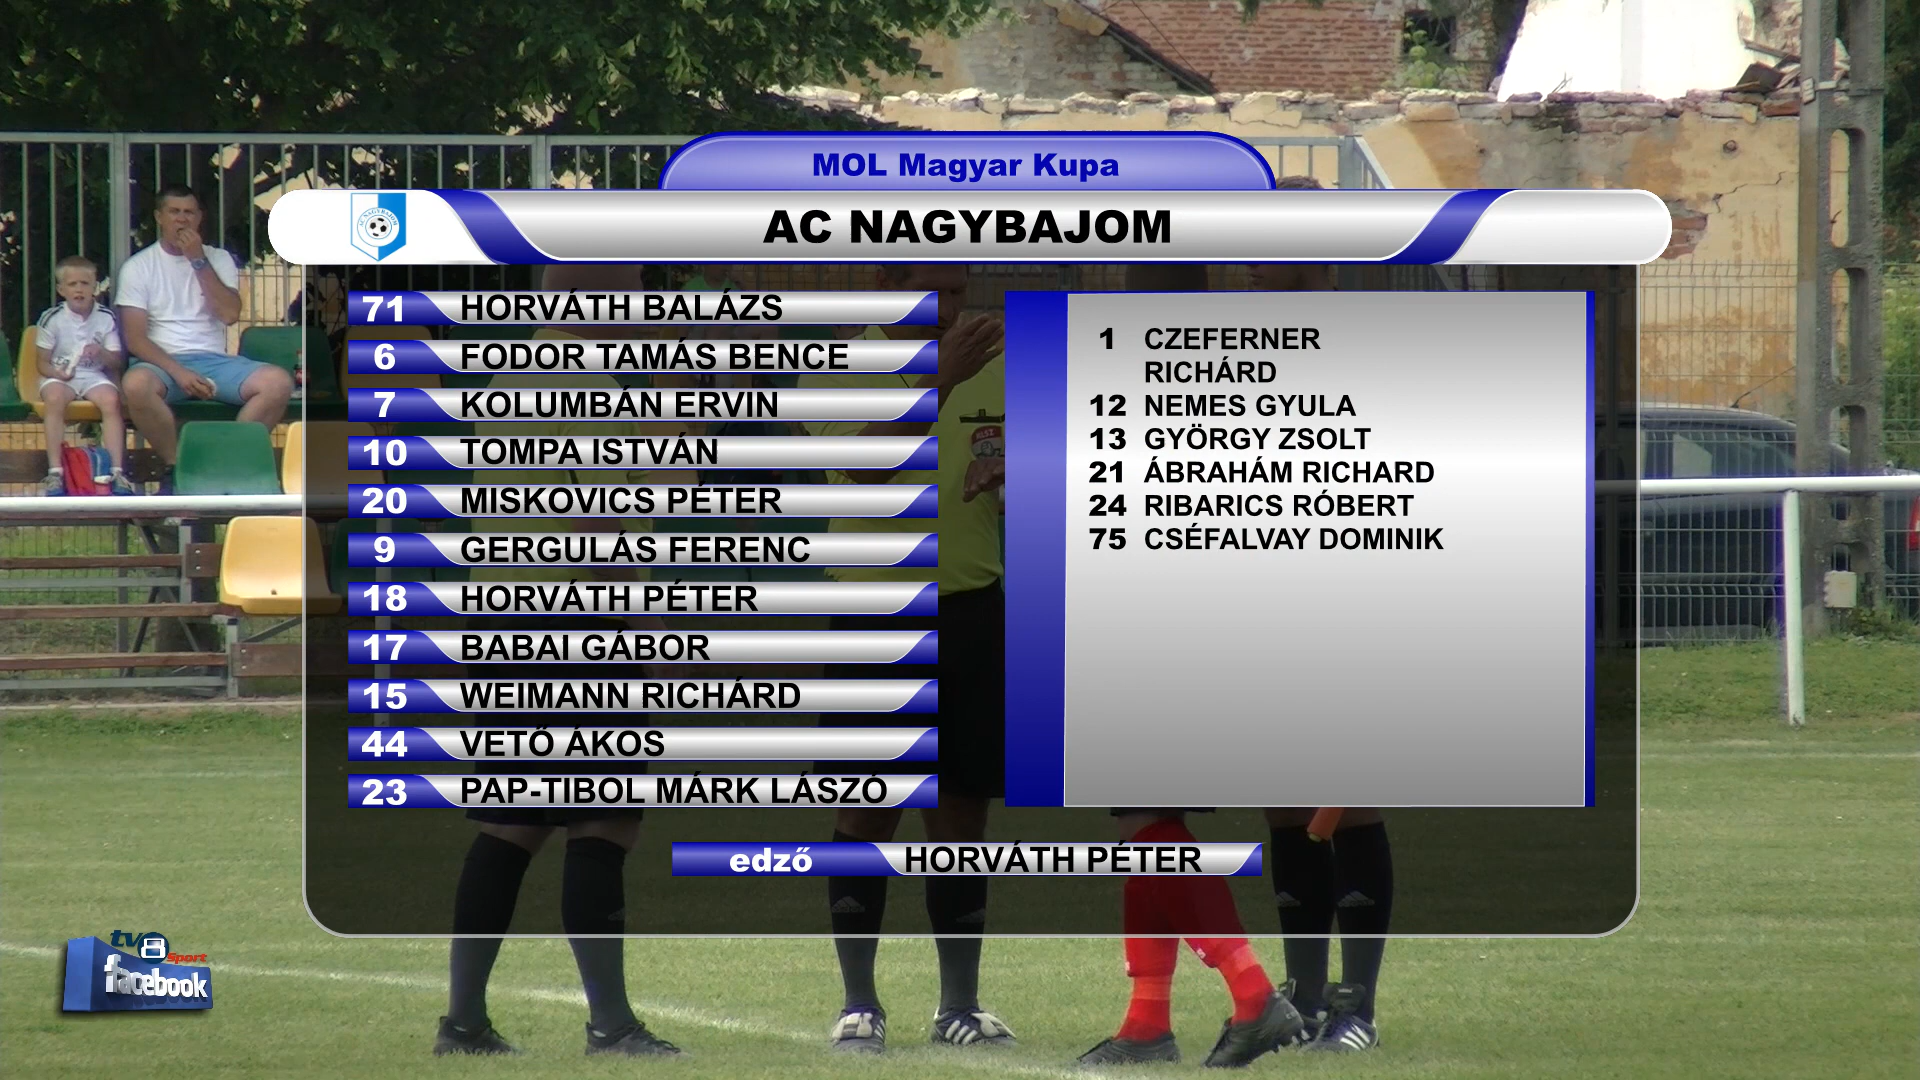 MOL Magyar Kupa
AC NAGYBAJOM
AC NAGYBAJOM
71 HORVÁTH BALÁZS
6 FODOR TAMÁS BENCE
7 KOLUMBÁN ERVIN
10 TOMPA ISTVÁN
20 MISKOVICS PÉTER
9 GERGULÁS FERENC
18 HORVÁTH PÉTER
17 BABAI GÁBOR
15 WEIMANN RICHÁRD
44 VETŐ ÁKOS
23 PAP-TIBOL MÁRK LÁSZÓ
1 CZEFERNER
RICHÁRD
12 NEMES GYULA
13 GYÖRGY ZSOLT
21 ÁBRAHÁM RICHARD
24 RIBARICS RÓBERT
75 CSÉFALVAY DOMINIK
edző HORVÁTH PÉTER
tv8
Sport
facebook